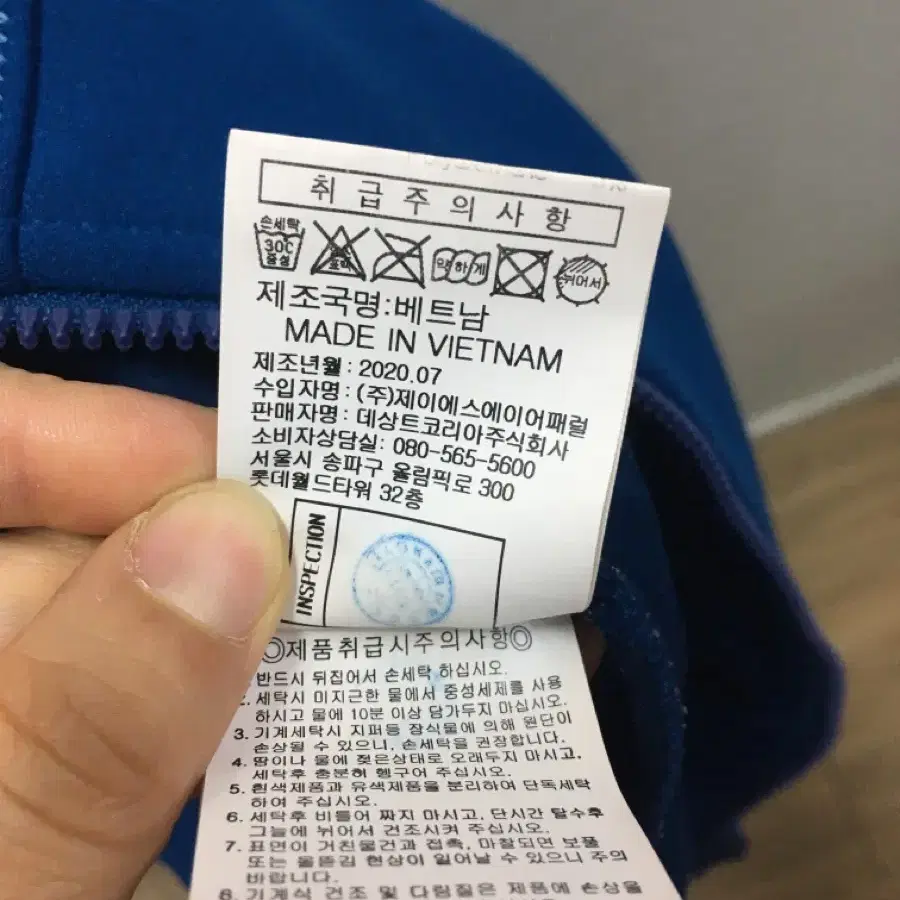 취급주의사항
손세탁
30℃
중성
약하게
뉘어서
제조국명:베트남
MADE IN VIETNAM
제조년월 : 2020.07
수입자명 : (주)제이에스에이어패럴
판매자명 : 데상트코리아주식회사
소비자상담실: 080-565-5600
서울시 송파구 올림픽로 300
롯데월드타워 32층
INSPECTION
◎제품취급시주의사항◎
반드시 뒤집어서 손세탁 하십시오.
2. 세탁시 미지근한 물에서 중성세제를 사용
하시고 물에 10분 이상 담가두지 마십시오.
3. 기계세탁시 지퍼등 장식물에 의해 원단이
손상될 수 있으니, 손세탁을 권장합니다.
4. 땀이나 물에 젖은상태로 오래두지 마시고,
세탁후 충분히 헹구어 주십시오.
5. 흰색제품과 유색제품을 분리하여 단독세탁
하여 주십시오.
6. 세탁후 비틀어 짜지 마시고, 단시간 탈수후
그늘에 뉘어서 건조시켜 주십시오.
7. 표면이 거친물건과 접촉, 마찰되면 보풀
또는 올뜯김 현상이 일어날 수 있으니 주의
바랍니다.
8. 기계식 건조 및 다림질은 제품에 손상을